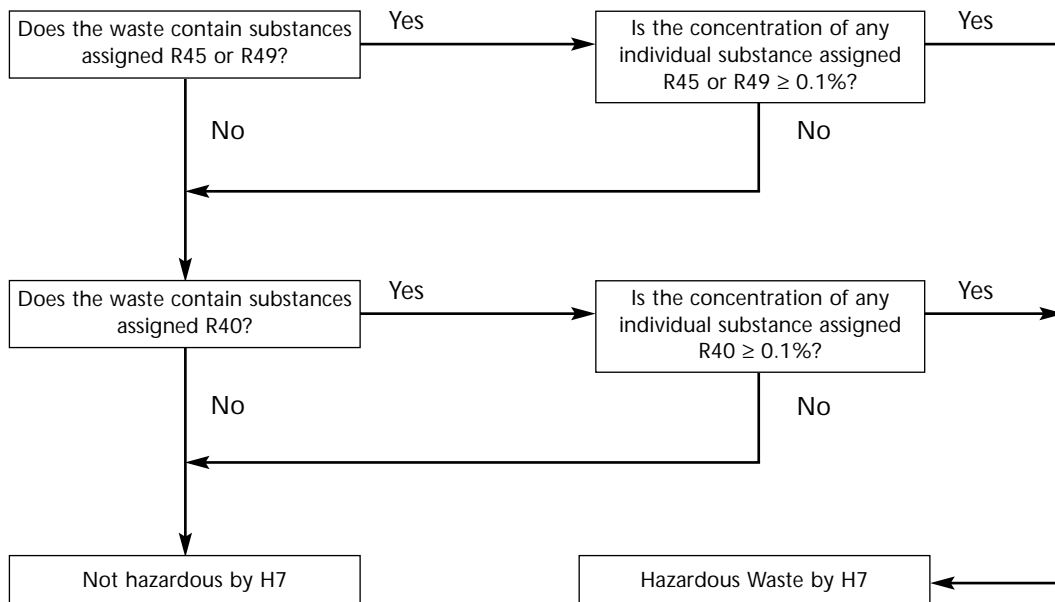 Does the waste contain substances
assigned R45 or R49?
Yes
Is the concentration of any
individual substance assigned
R45 or R49 ≥ 0.1%?
Yes
No
No
Does the waste contain substances
assigned R40?
Yes
Is the concentration of any
individual substance assigned
R40 ≥ 0.1%?
Yes
No
No
Not hazardous by H7
Hazardous Waste by H7